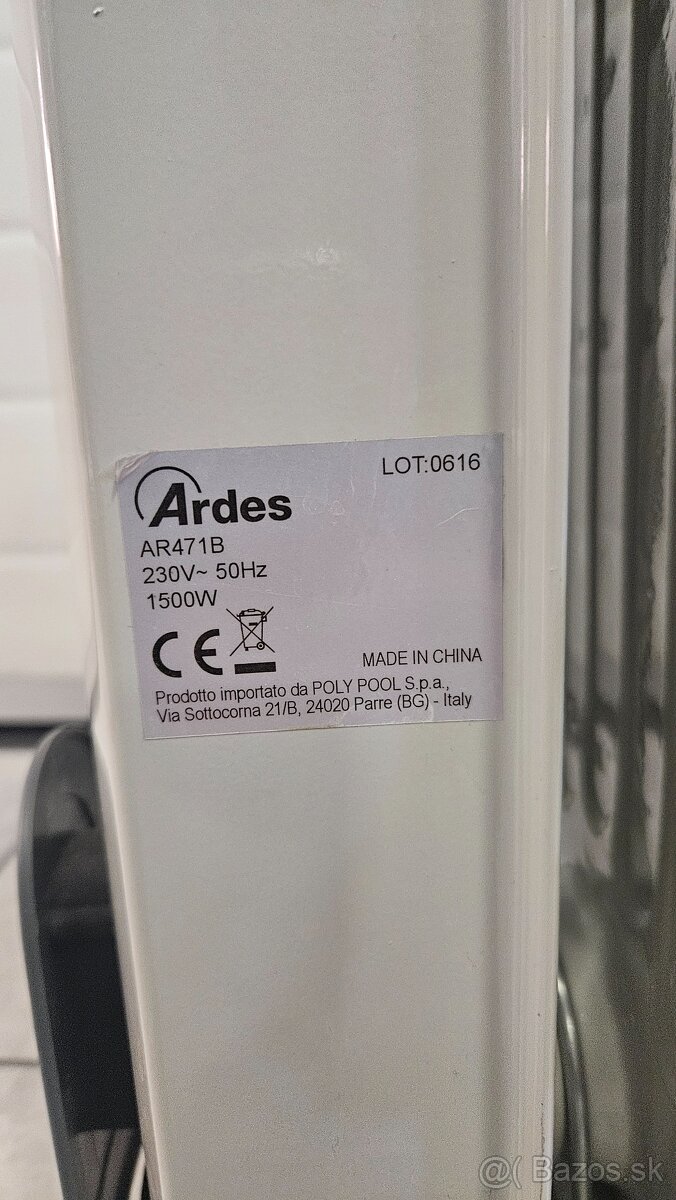 LOT:0616
Ardes
AR471B
230V~ 50Hz
1500W
CE
MADE IN CHINA
Prodotto importato da POLY POOL S.p.a.,
Via Sottocorna 21/B, 24020 Parre (BG) - Italy
@( Bazos.sk